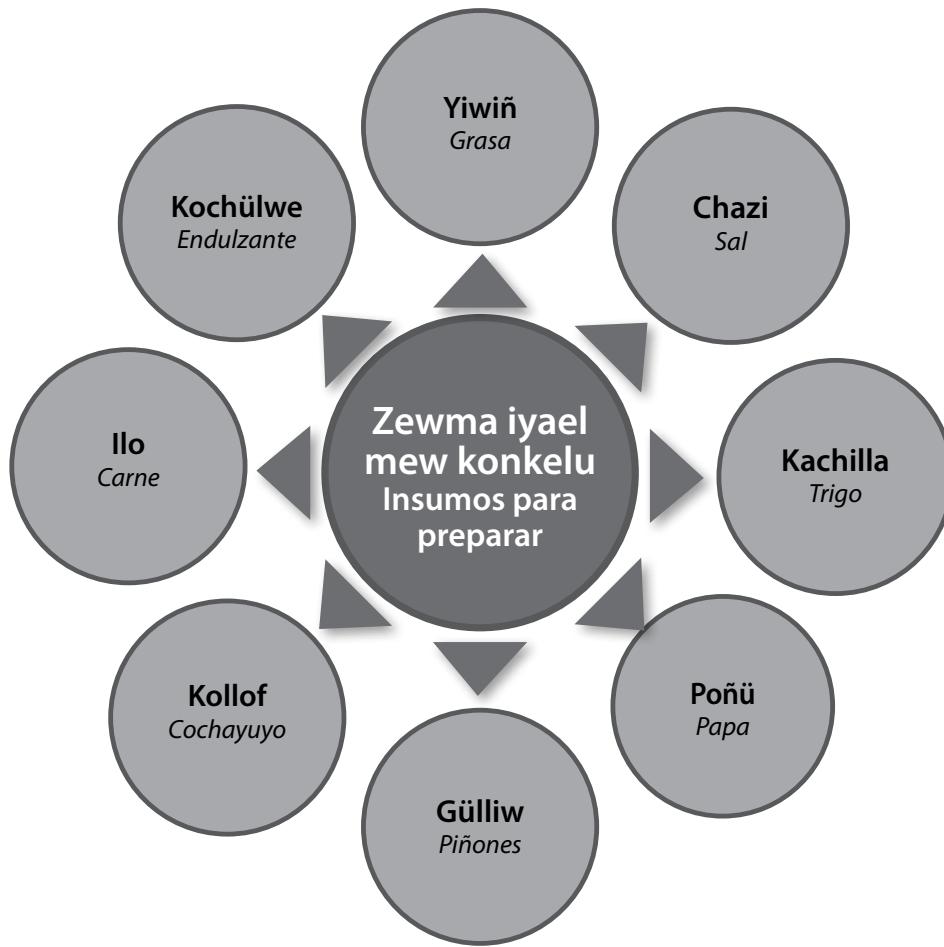 Yiwiñ
Grasa
Chazi
Sal
Kachilla
Trigo
Poñü
Papa
Gülliw
Piñones
Kollof
Cochayuyo
Ilo
Carne
Kochülwe
Endulzante
Zewma iyael
mew konkelu
Insumos para
preparar